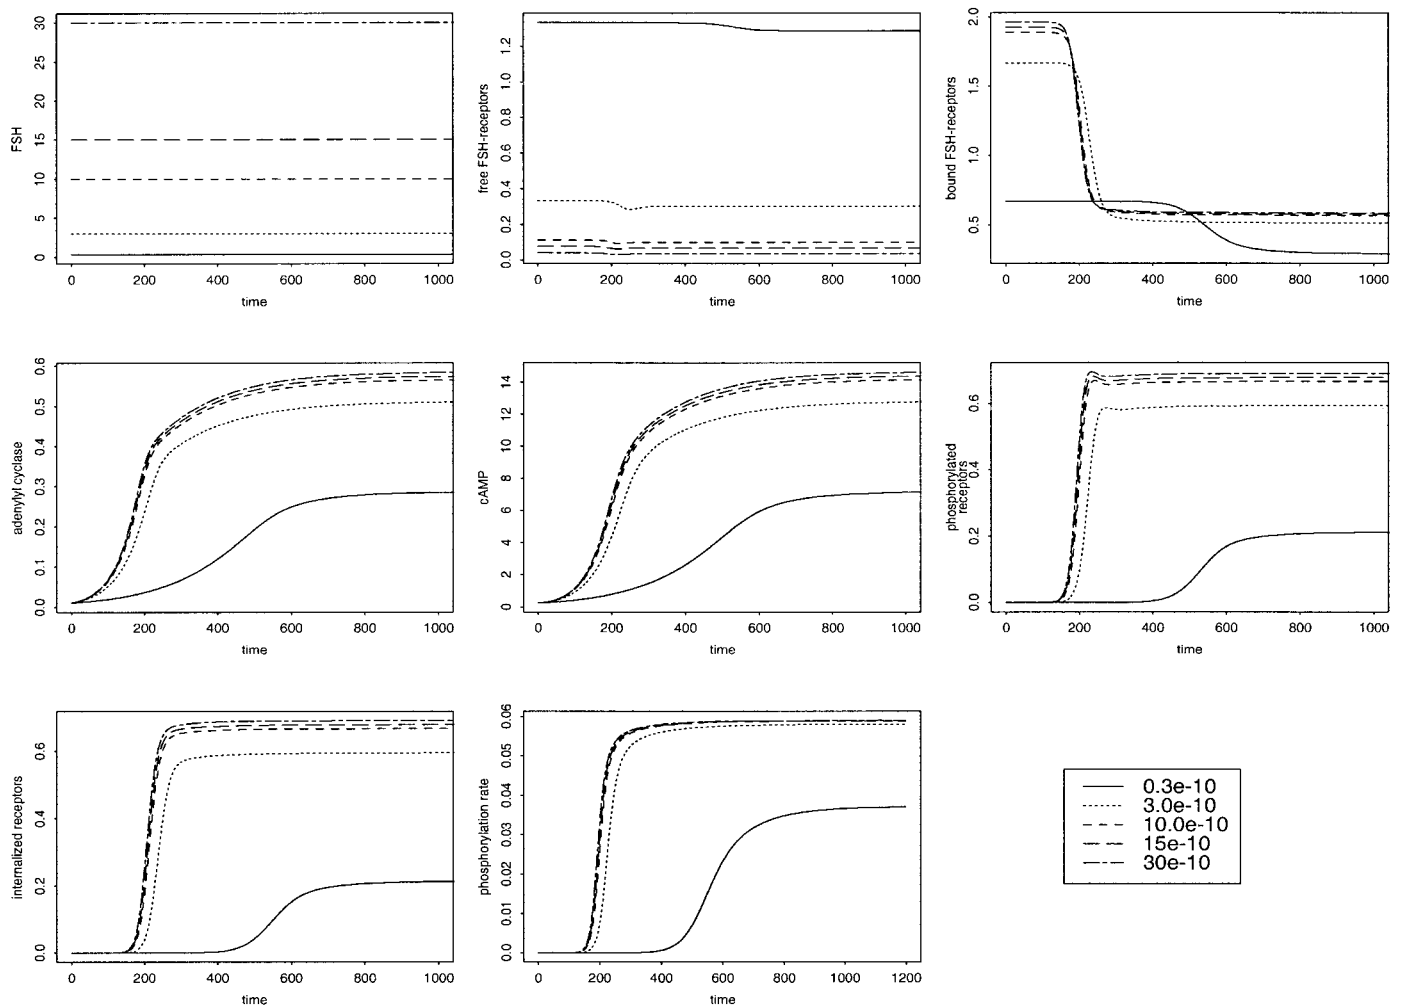 FSH
0 5 10 15 20 25 30
0 200 400 600 800 1000
time
free FSH-receptors
0.0 0.2 0.4 0.6 0.8 1.0 1.2
0 200 400 600 800 1000
time
bound FSH-receptors
0.5 1.0 1.5 2.0
0 200 400 600 800 1000
time
adenylyl cyclase
0.0 0.1 0.2 0.3 0.4 0.5 0.6
0 200 400 600 800 1000
time
cAMP
0 2 4 6 8 10 12 14
0 200 400 600 800 1000
time
phosphorylated
receptors
0.0 0.2 0.4 0.6
0 200 400 600 800 1000
time
internalized receptors
0.0 0.2 0.4 0.6
0 200 400 600 800 1000
time
phosphorylation rate
0.0 0.01 0.02 0.03 0.04 0.05 0.06
0 200 400 600 800 1000 1200
time
0.3e-10
3.0e-10
10.0e-10
15e-10
30e-10